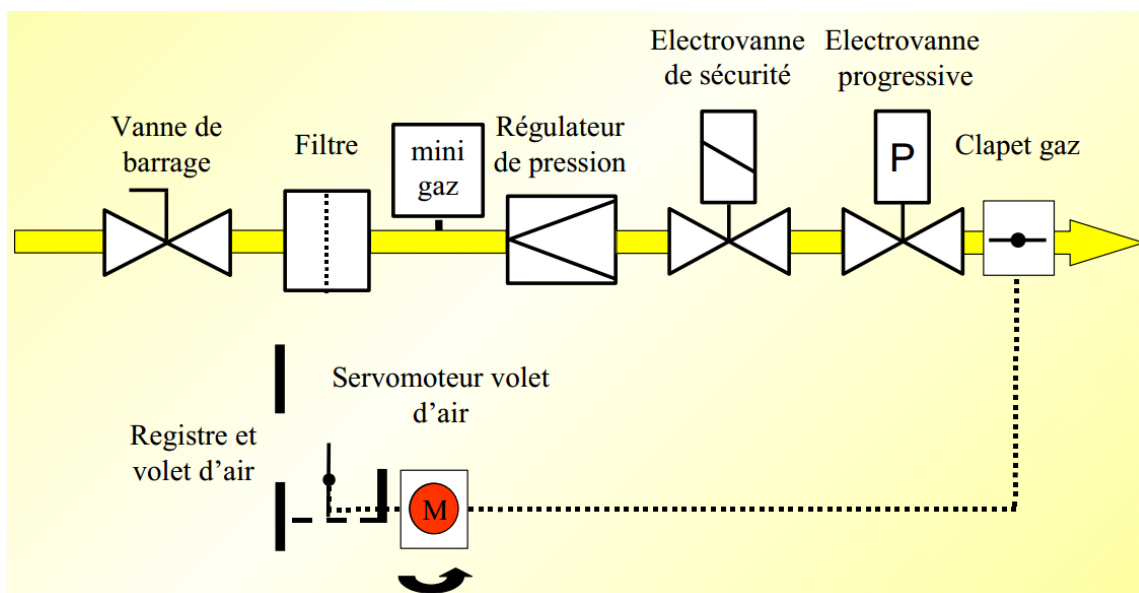 Electrovanne
de sécurité
Electrovanne
progressive
Vanne de
barrage
Filtre
mini
gaz
Régulateur
de pression
P
Clapet gaz
Servomoteur volet
d’air
Registre et
volet d’air
M